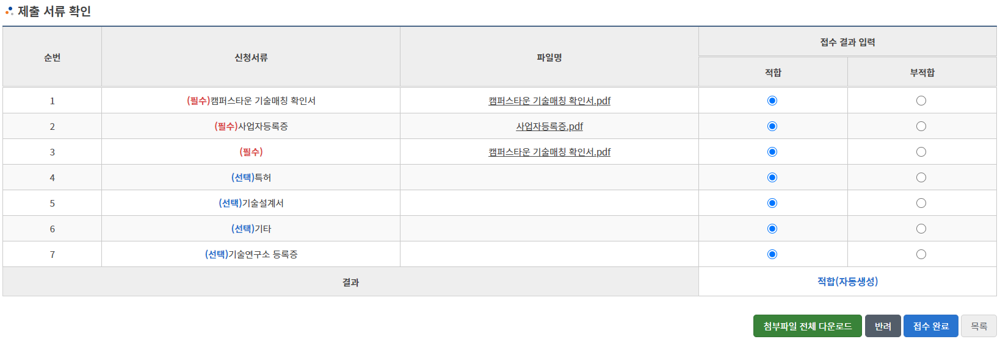 제출 서류 확인
순번 신청서류 파일명 접수 결과 입력
적합 부적합
1 (필수)캠퍼스타운 기술매칭 확인서 캠퍼스타운 기술매칭 확인서.pdf
2 (필수)사업자등록증 사업자등록증.pdf
3 (필수) 캠퍼스타운 기술매칭 확인서.pdf
4 (선택)특허
5 (선택)기술설계서
6 (선택)기타
7 (선택)기술연구소 등록증
결과 적합(자동생성)
첨부파일 전체 다운로드 반려 접수 완료 목록